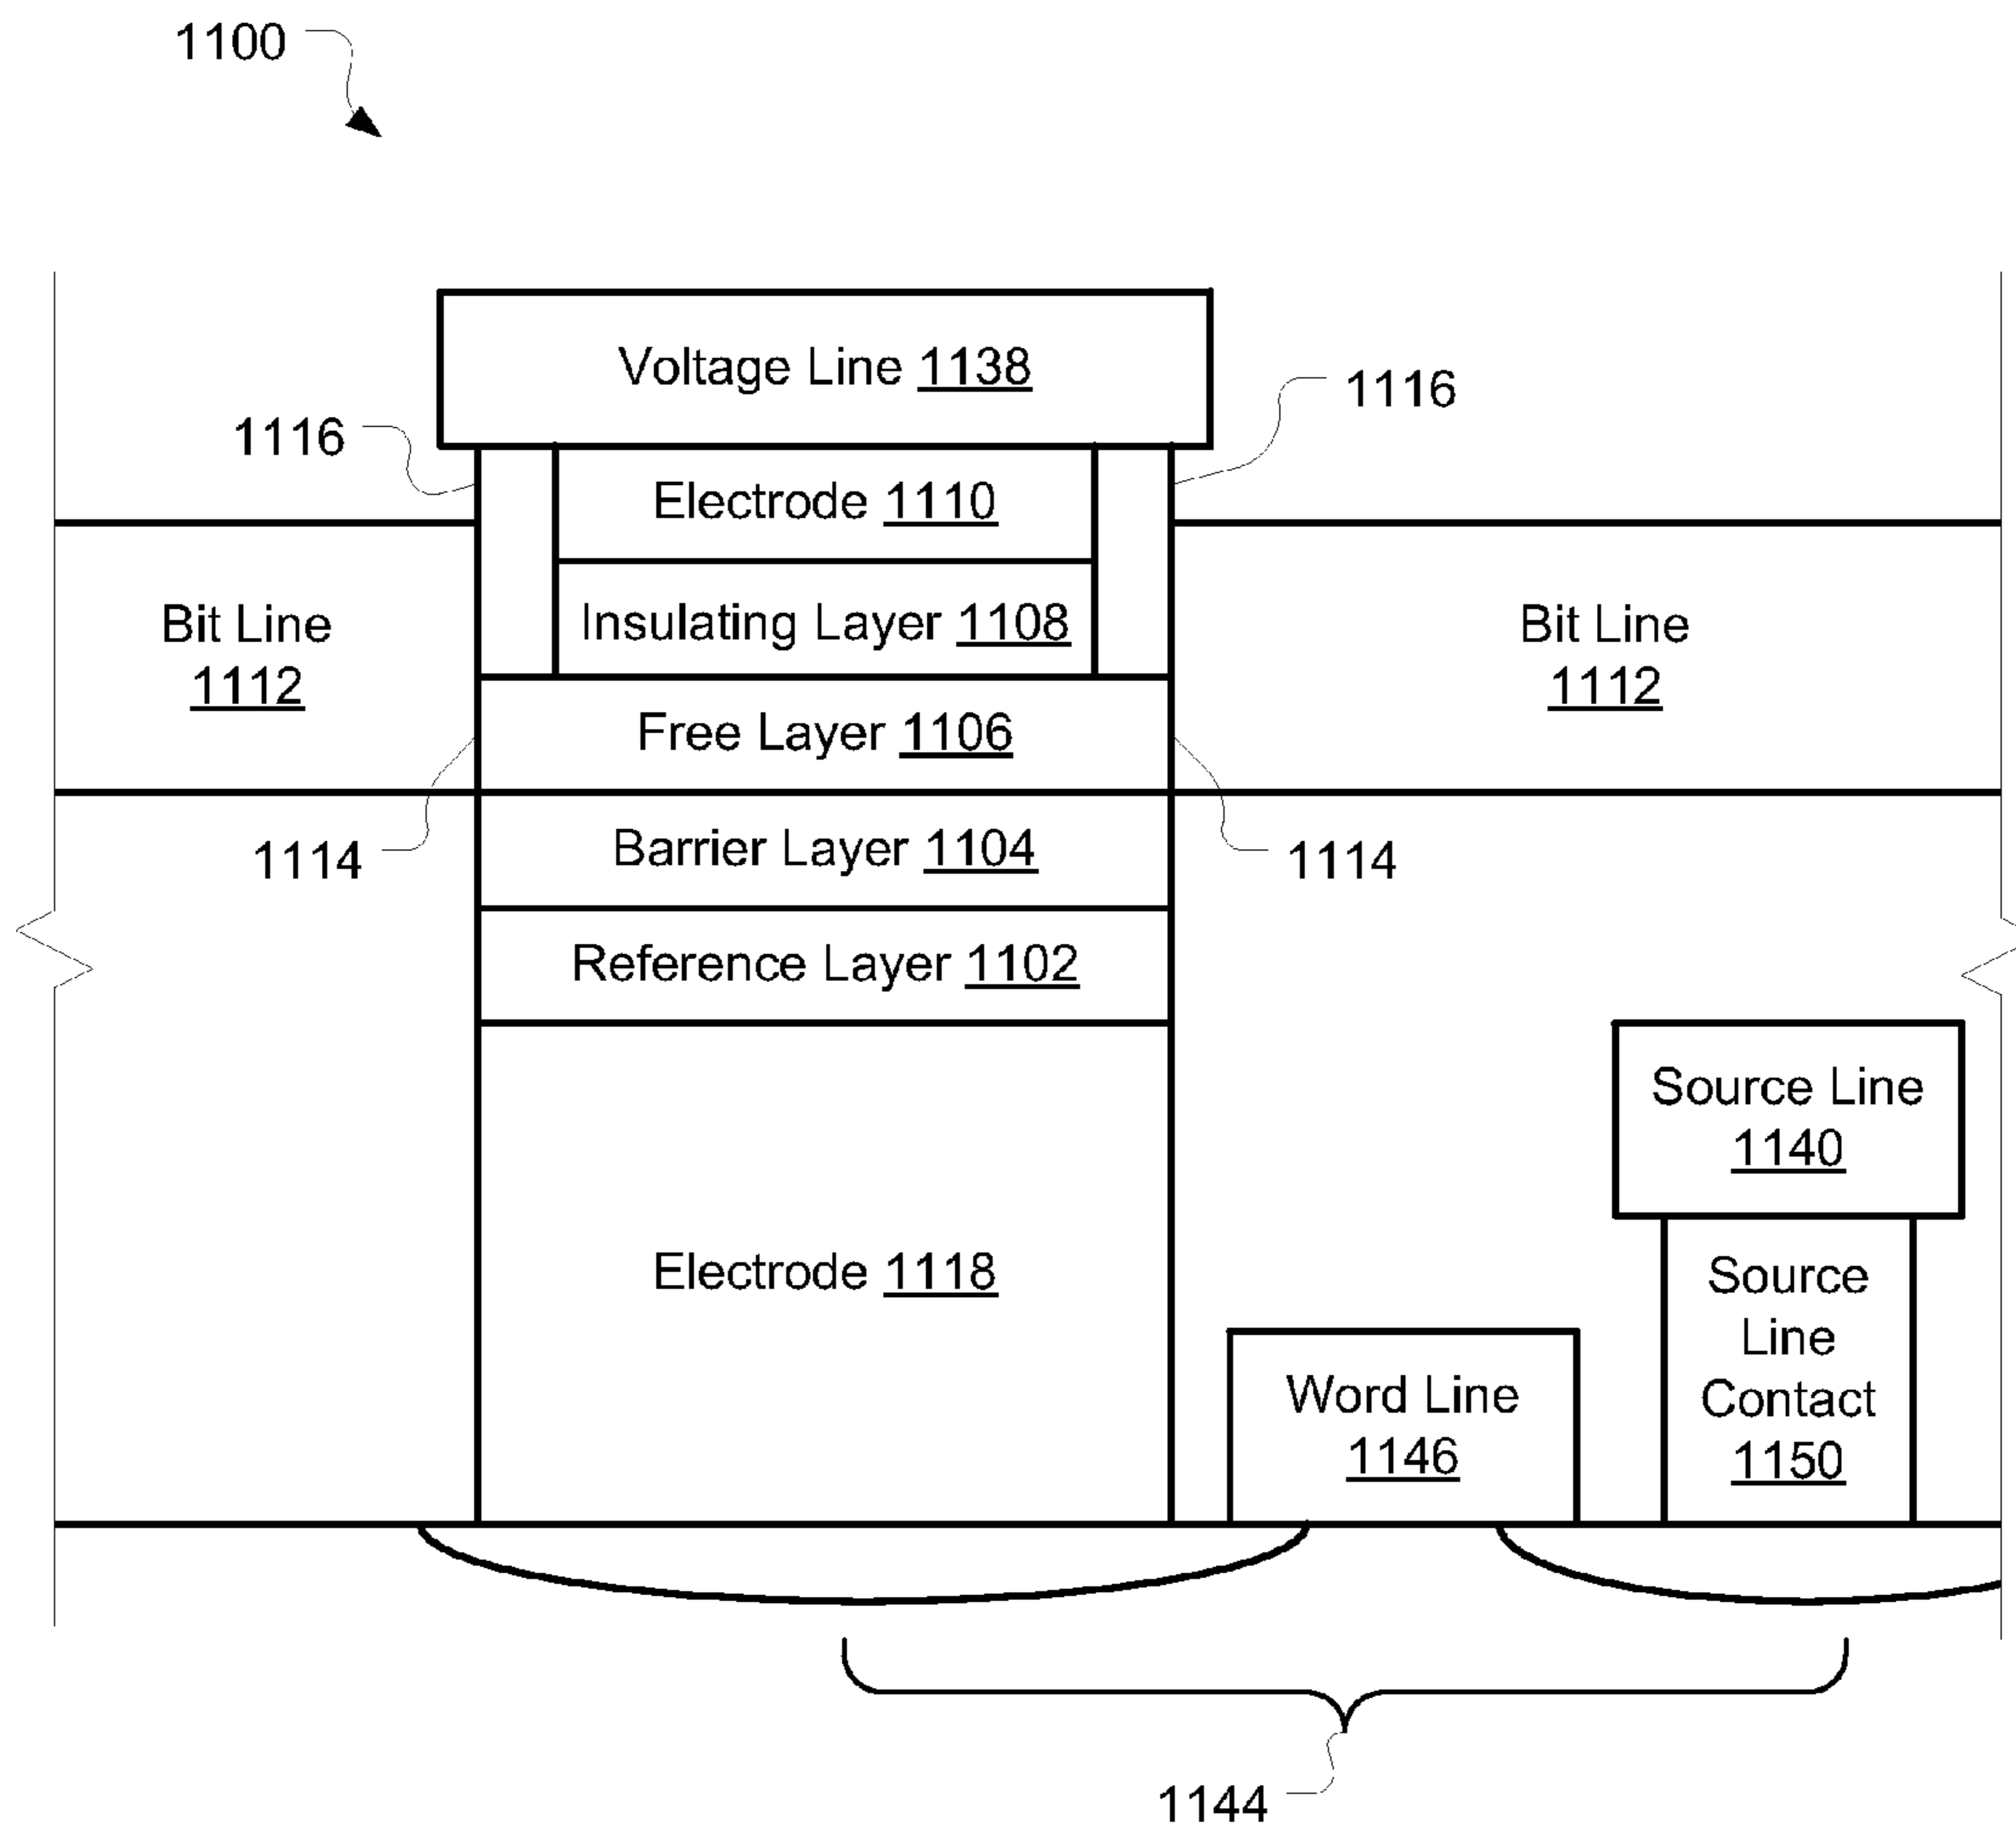 1100
Voltage Line 1138
1116
1116
Electrode 1110
Bit Line
1112
Insulating Layer 1108
Bit Line
1112
Free Layer 1106
1114
Barrier Layer 1104
1114
Reference Layer 1102
Source Line
1140
Electrode 1118
Source
Line
Contact
1150
Word Line
1146
1144